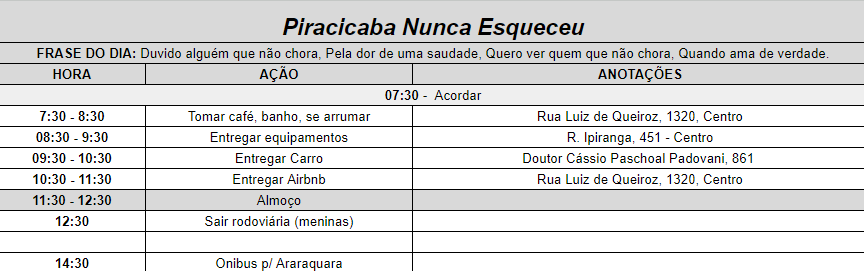 Piracicaba Nunca Esqueceu
FRASE DO DIA: Duvido alguém que não chora, Pela dor de uma saudade, Quero ver quem que não chora, Quando ama de verdade.
HORA AÇÃO ANOTAÇÕES
07:30 - Acordar
7:30 - 8:30 Tomar café, banho, se arrumar Rua Luiz de Queiroz, 1320, Centro
08:30 - 9:30 Entregar equipamentos R. Ipiranga, 451 - Centro
09:30 - 10:30 Entregar Carro Doutor Cássio Paschoal Padovani, 861
10:30 - 11:30 Entregar Airbnb Rua Luiz de Queiroz, 1320, Centro
11:30 - 12:30 Almoço
12:30 Sair rodoviária (meninas)
14:30 Onibus p/ Araraquara